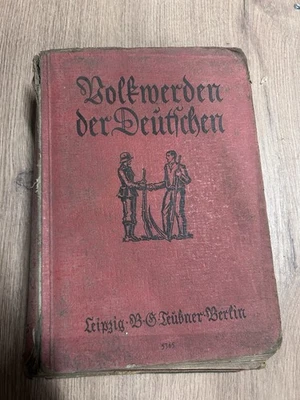 Volkwerden
der Deutschen
Leipzig · B · G · Teubner · Berlin